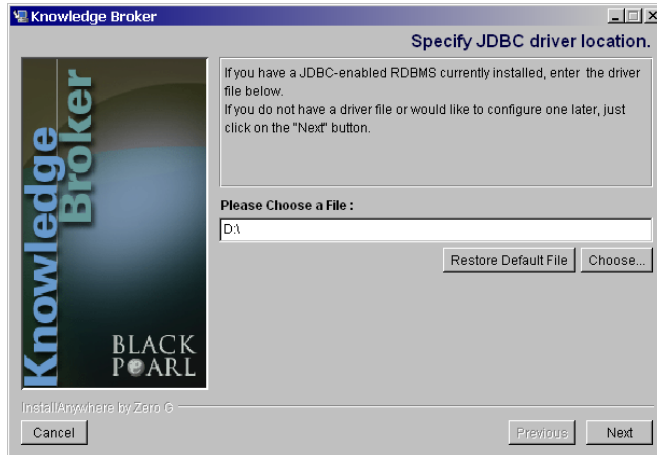 Knowledge Broker
Specify JDBC driver location.
If you have a JDBC-enabled RDBMS currently installed, enter the driver
file below.
If you do not have a driver file or would like to configure one later, just
click on the "Next" button.
Knowledge
Broker
BLACK
PEARL
Please Choose a File :
D:\
Restore Default File
Choose...
InstallAnywhere by Zero G
Cancel
Previous
Next